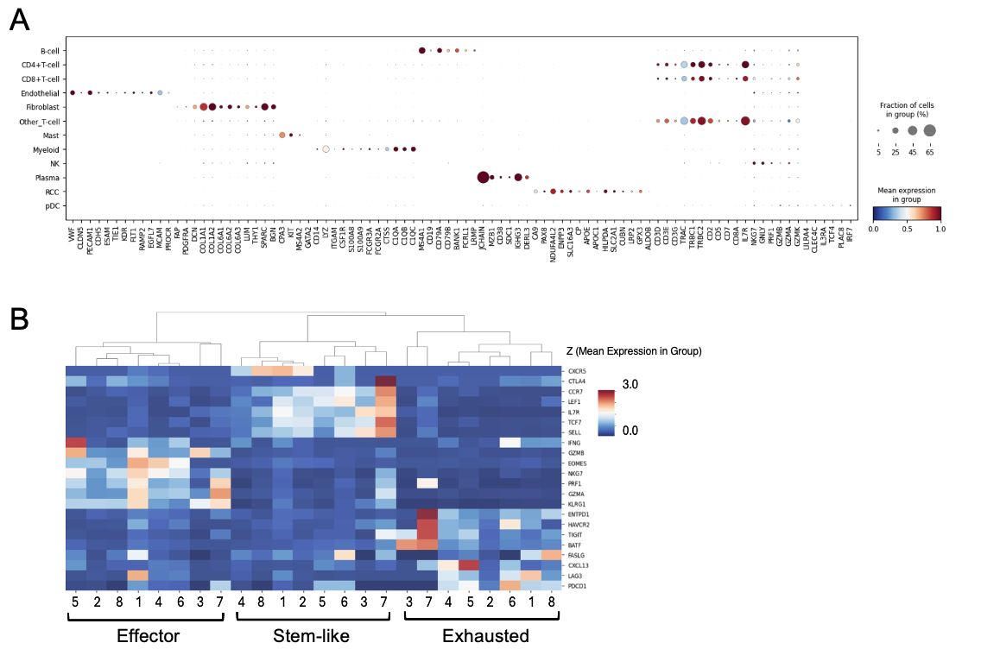 A
B-cell
CD4+T-cell
CD8+T-cell
Endothelial
Fibroblast
Other_T-cell
Mast
Myeloid
NK
Plasma
RCC
pDC
Fraction of cells
in group (%)
5 25 45 65
Mean expression
in group
0.0 0.5 1.0
VWF CLDN5 PECAM1 CDH5 ESAM TIE1 KDR FLT1 RAMP2 EGFL7 MCAM PROCR FAP PDGFRA DCN COL1A1 COL1A2 COL6A1 COL6A2 COL6A3 LUM THY1 SPARC BGN CPA3 KIT MS4A2 GATA2 CD14 LYZ ITGAM CSF1R S100A8 S100A9 FCGR3A FCGR2A CTSS C1QA C1QB C1QC MS4A1 CD19 CD79A CD79B BANK1 FCRL1 LRMP JCHAIN MZB1 CD38 SDC1 IGHG3 DERL3 CA9 PAX8 NDUFA4L2 ENPP3 SLC16A3 CP APOE APOC1 HILPDA SLC2A1 CUBN LRP2 GPX3 ALDOB CD3D CD3E CD3G TRAC TRBC1 TRBC2 CD2 CD5 CD7 CD8A IL7R NKG7 GNLY PRF1 GZMB GZMA GZMK LILRA4 CLEC4C IL3RA TCF4 PLAC8 IRF7
B
Z (Mean Expression in Group)
3.0
0.0
CXCR5
CTLA4
CCR7
LEF1
IL7R
TCF7
SELL
IFNG
GZMB
EOMES
NKG7
PRF1
GZMA
KLRG1
ENTPD1
HAVCR2
TIGIT
BATF
FASLG
CXCL13
LAG3
PDCD1
5 2 8 1 4 6 3 7 4 8 1 2 5 6 3 7 3 7 4 5 2 6 1 8
Effector Stem-like Exhausted